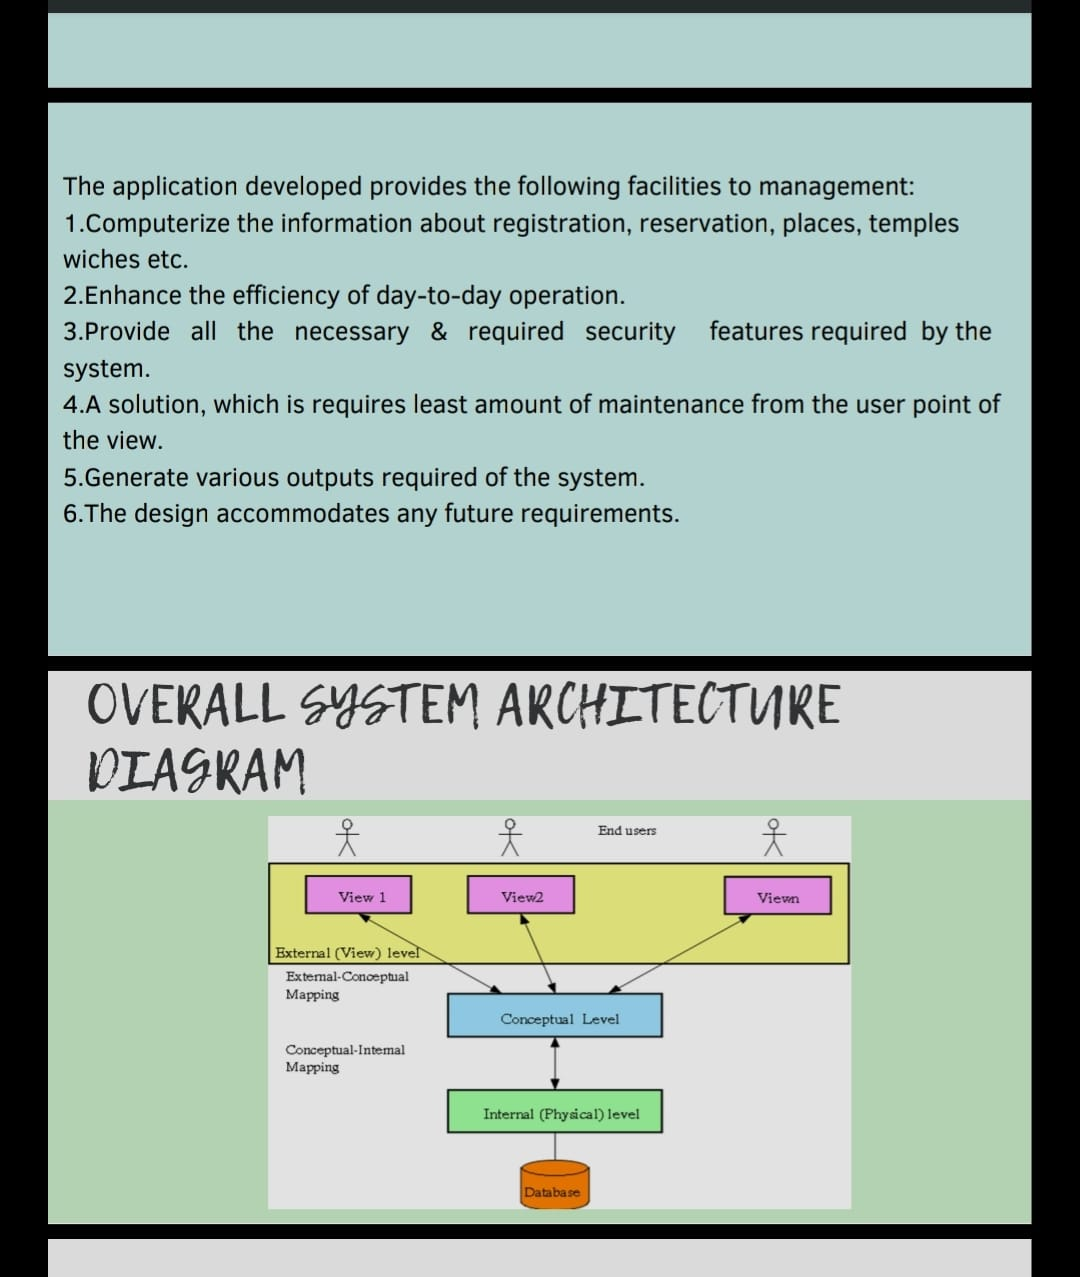 The application developed provides the following facilities to management:
1.Computerize the information about registration, reservation, places, temples
wiches etc.
2.Enhance the efficiency of day-to-day operation.
3.Provide all the necessary & required security features required by the
system.
4.A solution, which is requires least amount of maintenance from the user point of
the view.
5.Generate various outputs required of the system.
6.The design accommodates any future requirements.
OVERALL SYSTEM ARCHITECTURE
DIAGRAM
End users
View 1
View2
Viewn
External (View) level
External-Conceptual
Mapping
Conceptual Level
Conceptual-Internal
Mapping
Internal (Physical) level
Database